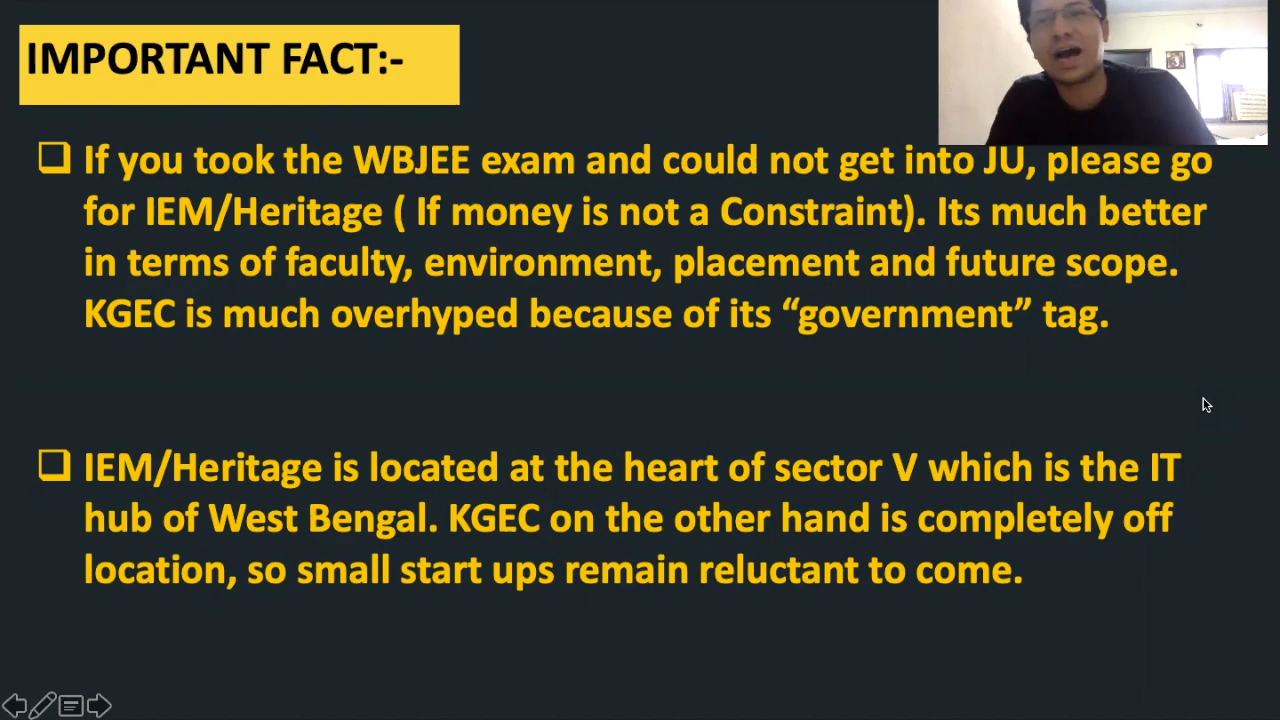 IMPORTANT FACT:-
❑ If you took the WBJEE exam and could not get into JU, please go
for IEM/Heritage ( If money is not a Constraint). Its much better
in terms of faculty, environment, placement and future scope.
KGEC is much overhyped because of its “government” tag.
❑ IEM/Heritage is located at the heart of sector V which is the IT
hub of West Bengal. KGEC on the other hand is completely off
location, so small start ups remain reluctant to come.